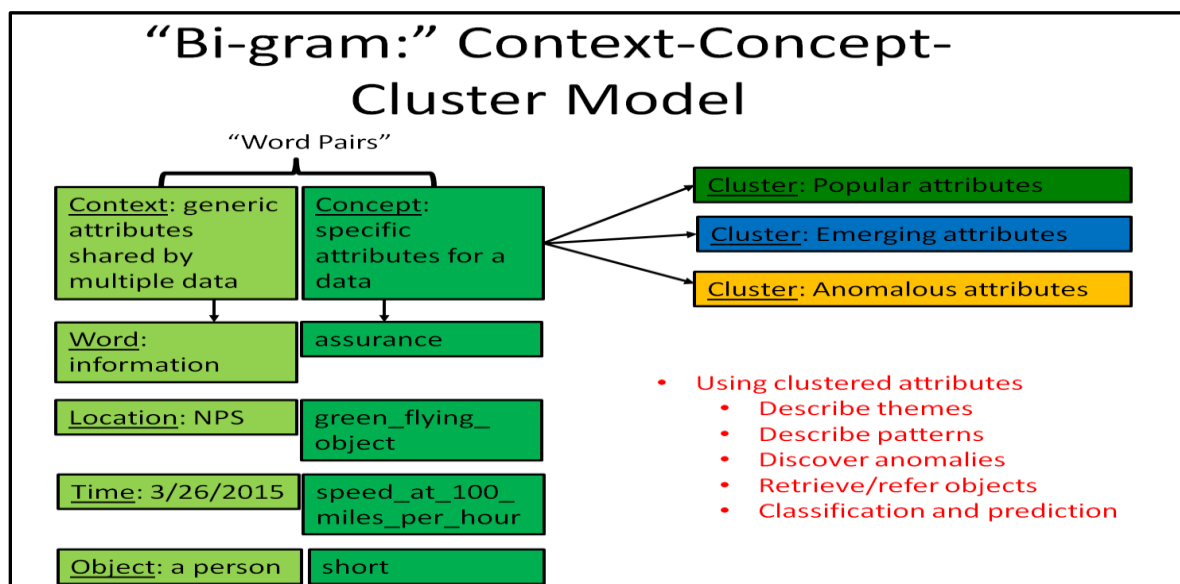 “Bi-gram:” Context-Concept-
Cluster Model
“Word Pairs”
Context: generic
attributes
shared by
multiple data
Concept:
specific
attributes for a
data
Cluster: Popular attributes
Cluster: Emerging attributes
Cluster: Anomalous attributes
Word:
information
assurance
Location: NPS
green_flying_
object
Time: 3/26/2015
speed_at_100_
miles_per_hour
Object: a person
short
• Using clustered attributes
• Describe themes
• Describe patterns
• Discover anomalies
• Retrieve/refer objects
• Classification and prediction